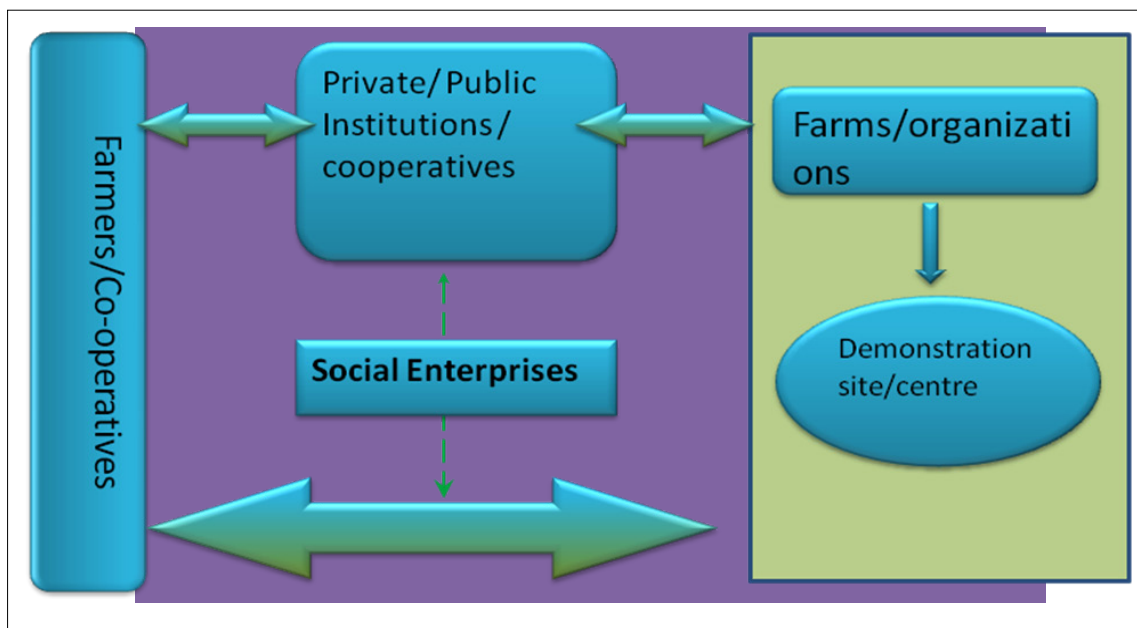 Farmers/Co-operatives
Private/ Public
Institutions/
cooperatives
Farms/organizati
ons
Social Enterprises
Demonstration
site/centre